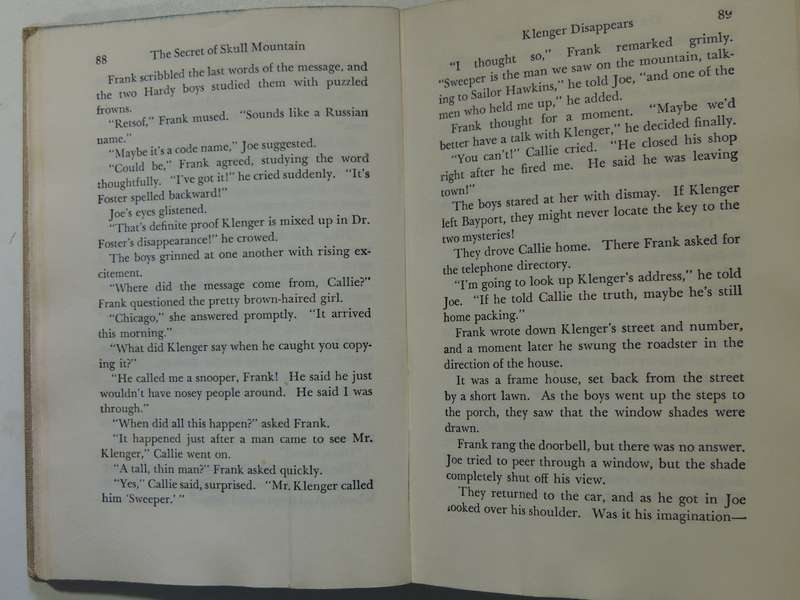 88 The Secret of Skull Mountain
Frank scribbled the last words of the message, and
the two Hardy boys studied them with puzzled
frowns.
"Retsof," Frank mused. "Sounds like a Russian
name."
"Maybe it's a code name," Joe suggested.
"Could be," Frank agreed, studying the word
thoughtfully. "I've got it!" he cried suddenly. "It's
Foster spelled backward!"
Joe's eyes glistened.
"That's definite proof Klenger is mixed up in Dr.
Foster's disappearance!" he crowed.
The boys grinned at one another with rising ex-
citement.
"Where did the message come from, Callie?"
Frank questioned the pretty brown-haired girl.
"Chicago," she answered promptly. "It arrived
this morning."
"What did Klenger say when he caught you copy-
ing it?"
"He called me a snooper, Frank! He said he just
wouldn't have nosey people around. He said I was
through."
"When did all this happen?" asked Frank.
"It happened just after a man came to see Mr.
Klenger," Callie went on.
"A tall, thin man?" Frank asked quickly.
"Yes," Callie said, surprised. "Mr. Klenger called
him 'Sweeper.' "
Klenger Disappears 89
"I thought so," Frank remarked grimly.
"Sweeper is the man we saw on the mountain, talk-
ing to Sailor Hawkins," he told Joe, "and one of the
men who held me up," he added.
Frank thought for a moment. "Maybe we'd
better have a talk with Klenger," he decided finally.
"You can't!" Callie cried. "He closed his shop
right after he fired me. He said he was leaving
town!"
The boys stared at her with dismay. If Klenger
left Bayport, they might never locate the key to the
two mysteries!
They drove Callie home. There Frank asked for
the telephone directory.
"I'm going to look up Klenger's address," he told
Joe. "If he told Callie the truth, maybe he's still
home packing."
Frank wrote down Klenger's street and number,
and a moment later he swung the roadster in the
direction of the house.
It was a frame house, set back from the street
by a short lawn. As the boys went up the steps to
the porch, they saw that the window shades were
drawn.
Frank rang the doorbell, but there was no answer.
Joe tried to peer through a window, but the shade
completely shut off his view.
They returned to the car, and as he got in Joe
looked over his shoulder. Was it his imagination—